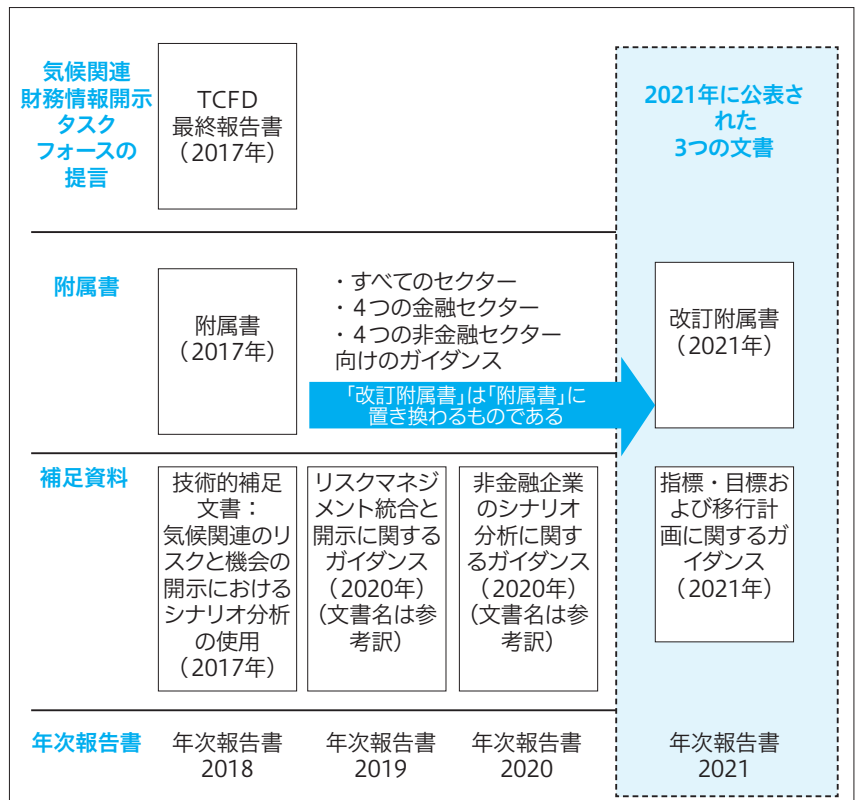 気候関連
財務情報開示
タスク
フォースの
提言
TCFD
最終報告書
（2017年）
2021年に公表さ
れた
3つの文書
附属書
附属書
（2017年）
・すべてのセクター
・４つの金融セクター
・４つの非金融セクター
向けのガイダンス
「改訂附属書」は「附属書」に
置き換わるものである
改訂附属書
（2021年）
補足資料
技術的補足
文書：
気候関連のリ
スクと機会の
開示における
シナリオ分析
の使用
（2017年）
リスクマネジ
メント統合と
開示に関する
ガイダンス
（2020年）
（文書名は参
考訳）
非金融企業
のシナリオ
分析に関す
るガイダンス
（2020年）
（文書名は参
考訳）
指標・目標お
よび移行計
画に関するガ
イダンス
（2021年）
年次報告書
年次報告書
2018
年次報告書
2019
年次報告書
2020
年次報告書
2021